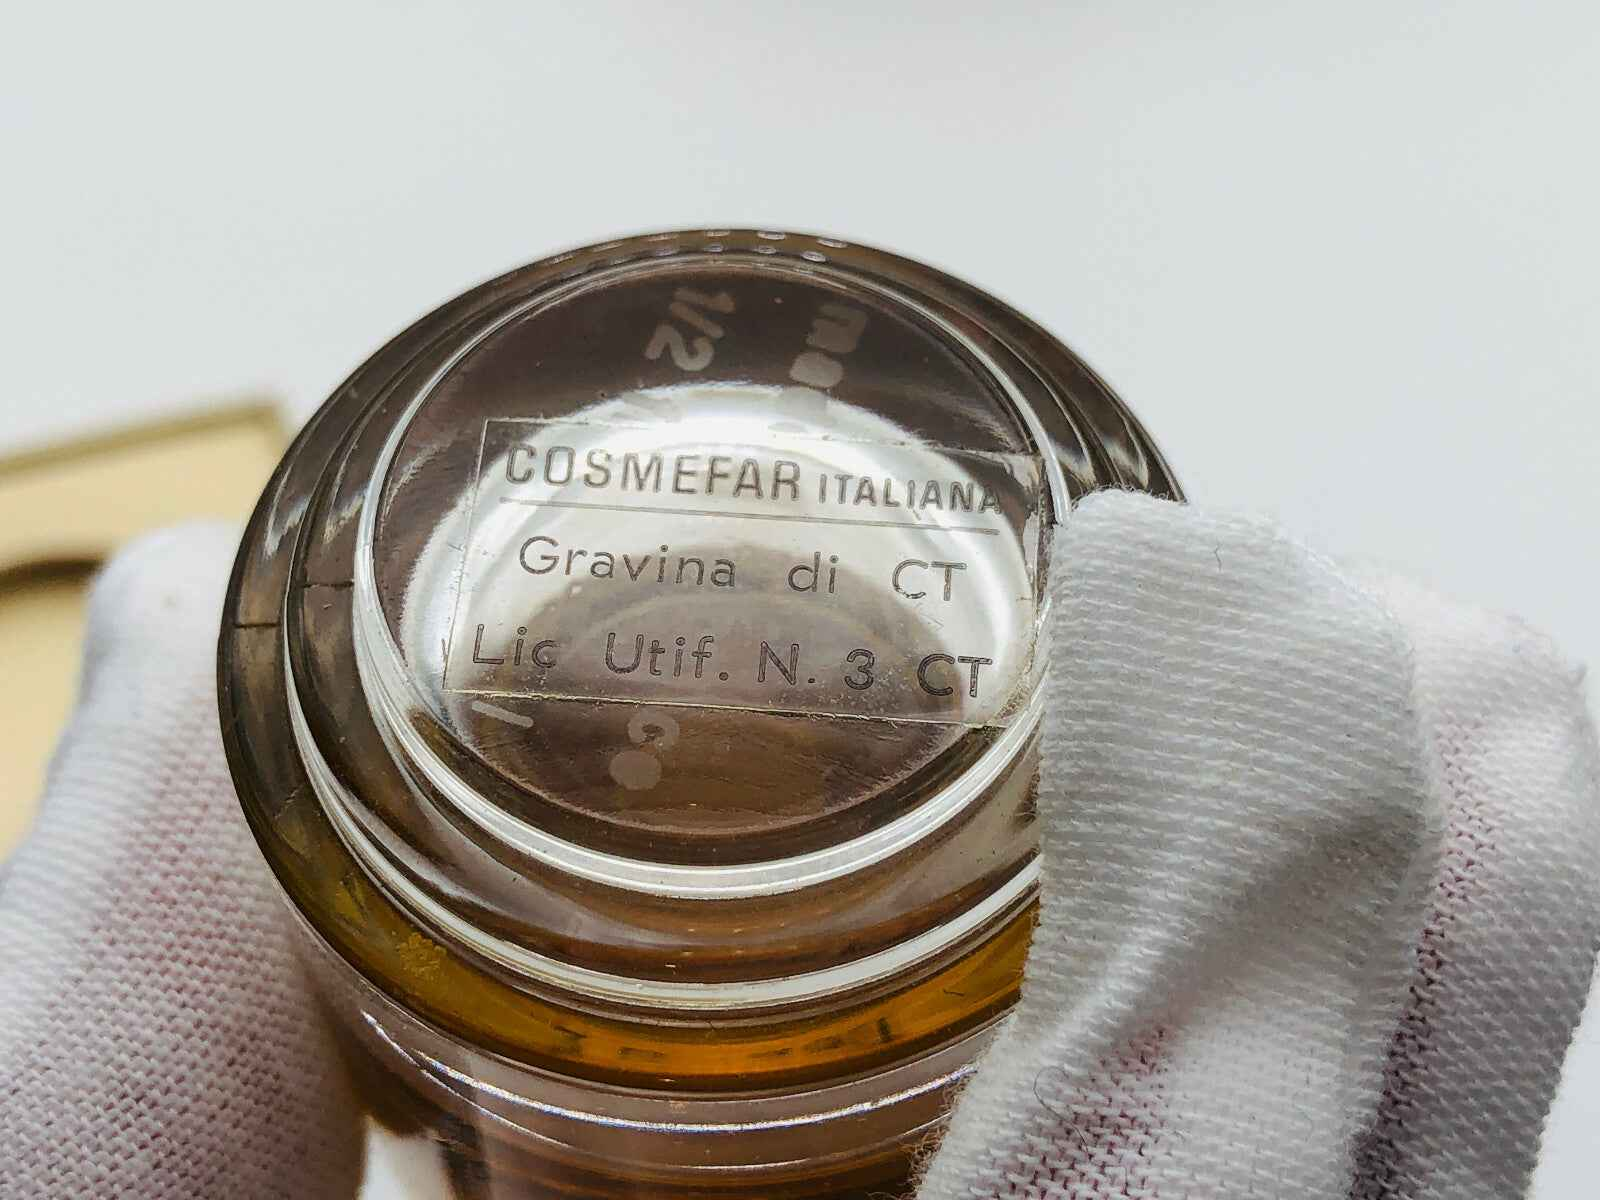 COSMEFAR ITALIANA
Gravina di CT
Lic Utif. N. 3 CT
1/2